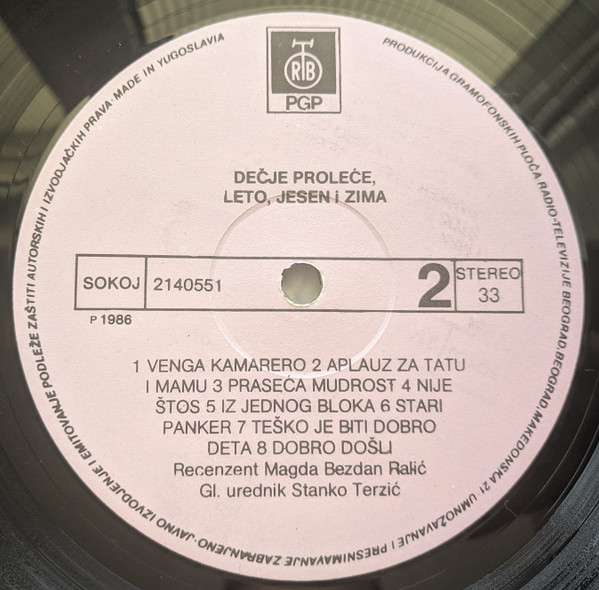 RTB
PGP
DEČJE PROLEĆE,
LETO, JESEN i ZIMA
SOKOJ 2140551 2 STEREO 33
P 1986
1 VENGA KAMARERO 2 APLAUZ ZA TATU
I MAMU 3 PRASEĆA MUDROST 4 NIJE
ŠTOS 5 IZ JEDNOG BLOKA 6 STARI
PANKER 7 TEŠKO JE BITI DOBRO
DETA 8 DOBRO DOŠLI
Recenzent Magda Bezdan Ralić
Gl. urednik Stanko Terzić
PRODUKCIJA GRAMOFONSKIH PLOČA RADIO-TELEVIZIJE BEOGRAD, BEOGRAD, MAKEDONSKA 21 UMNOŽAVANJE I PRESNIMAVANJE ZABRANJENO · JAVNO IZVODJENJE I EMITOVANJE PODLEŽE ZAŠTITI AUTORSKIH I IZVODJAČKIH PRAVA · MADE IN YUGOSLAVIA